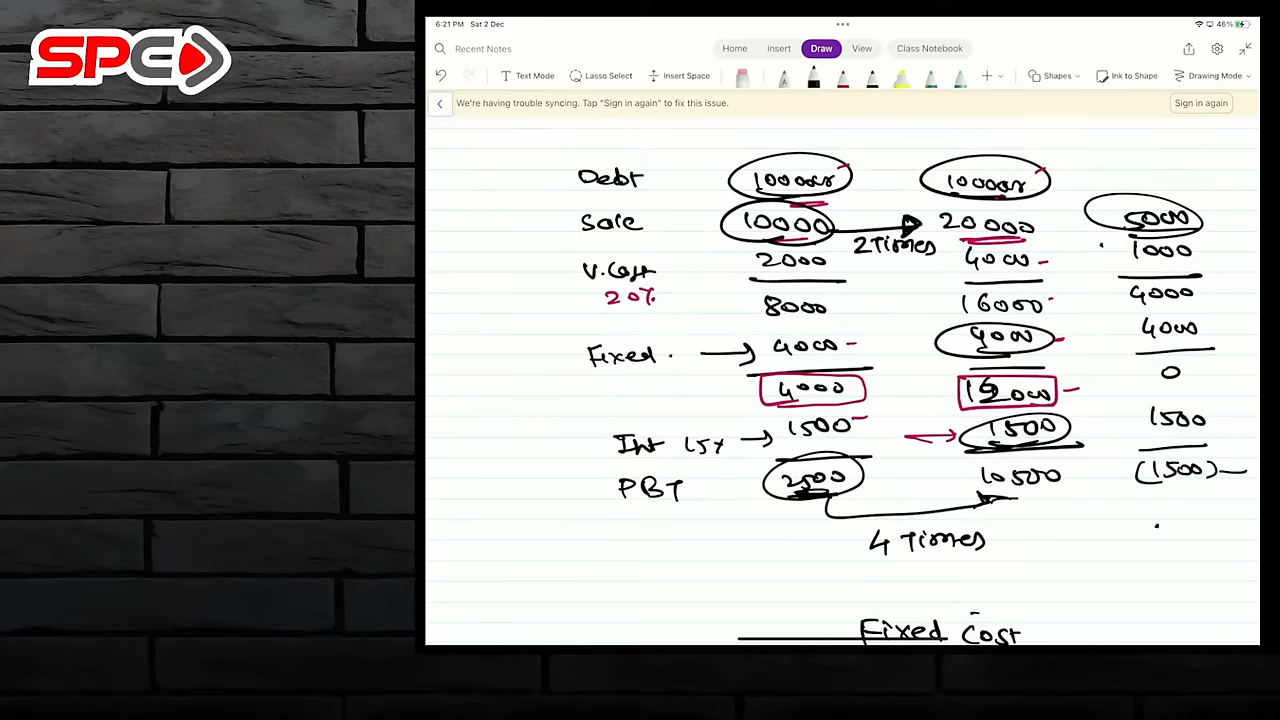 SPC
6:21 PM Sat 2 Dec
46%
Recent Notes
Home Insert Draw View Class Notebook
Text Mode Lasso Select Insert Space Shapes Ink to Shape Drawing Mode
We're having trouble syncing. Tap "Sign in again" to fix this issue. Sign in again
Debt 10000 10000
Sale 10000 20000 5000
2 Times
V.Cost 2000 4000 1000
20% 8000 16000 4000
Fixed 4000 4000 4000
4000 12000 0
Int 15% 1500 1500 1500
PBT 2500 10500 (1500)
4 Times
Fixed Cost